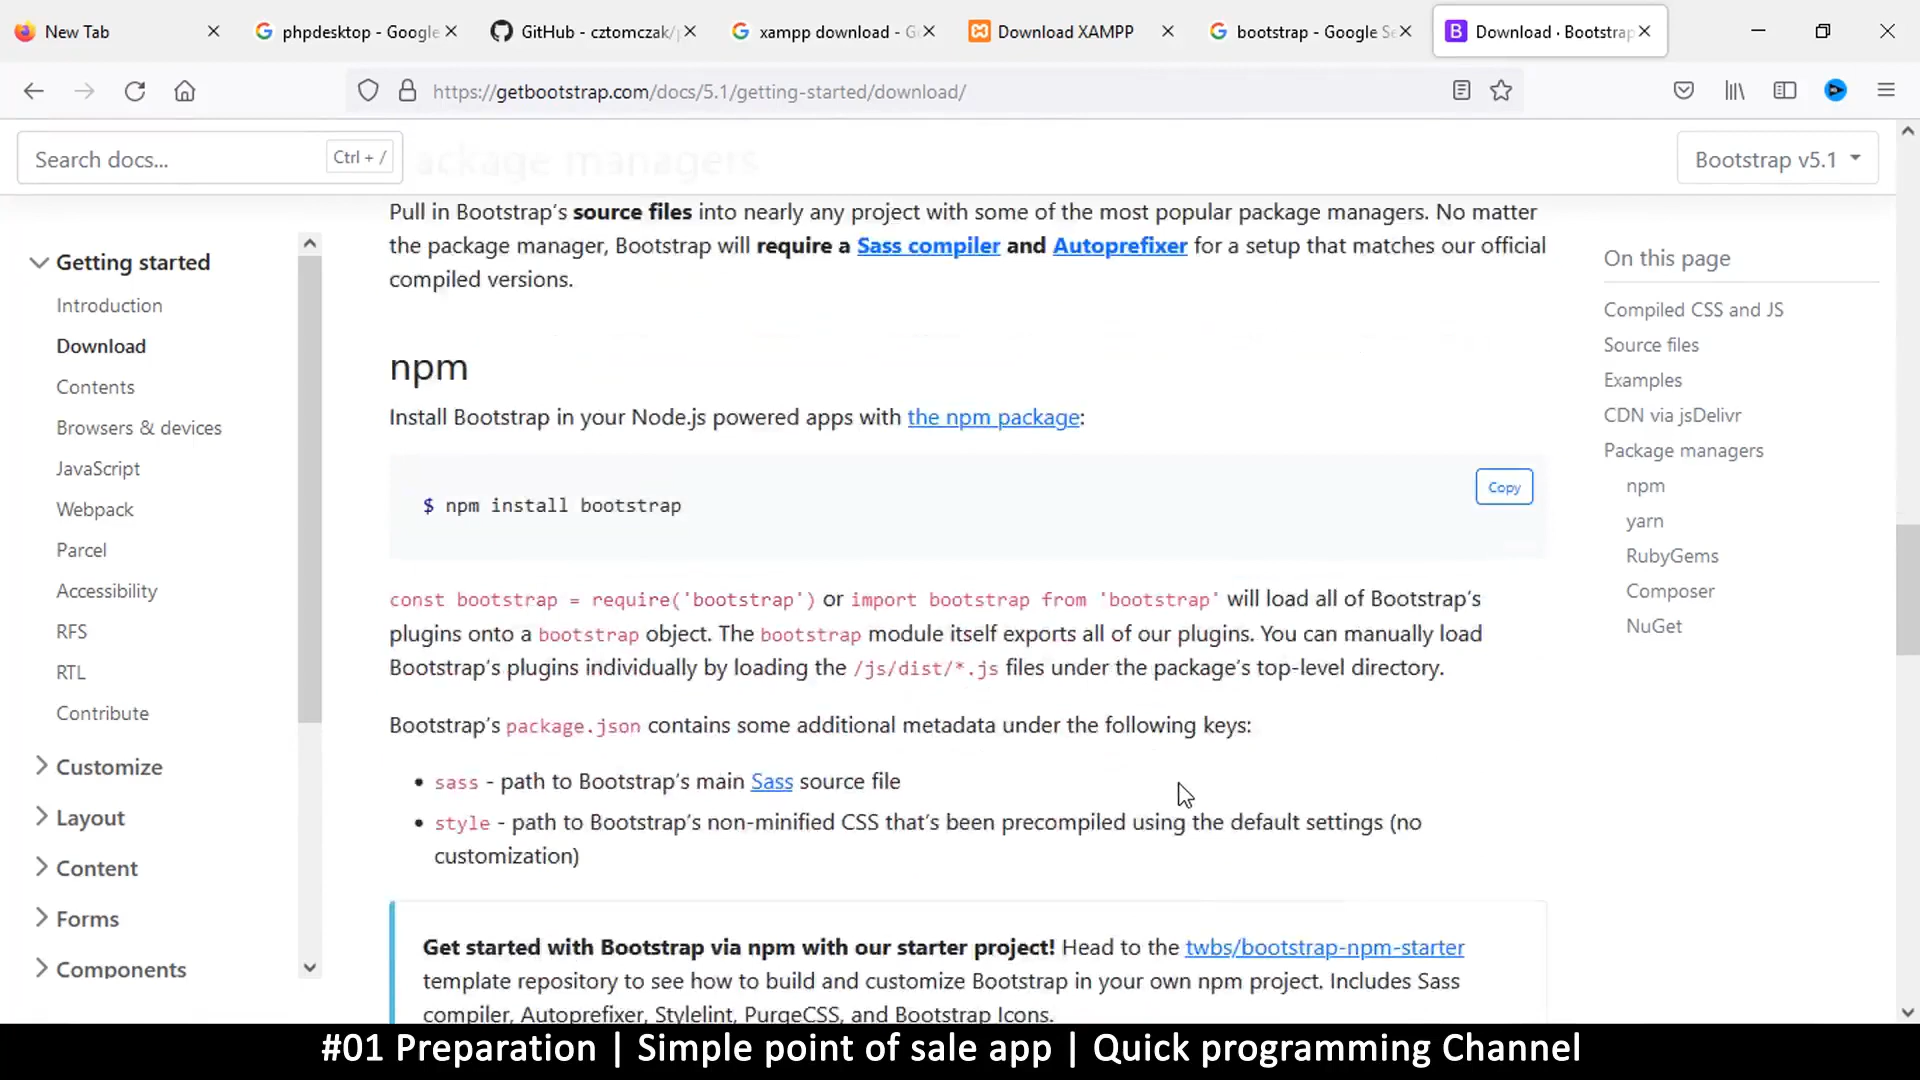 New Tab
phpdesktop - Google
GitHub - cztomczak/p
xampp download - G
Download XAMPP
bootstrap - Google Se
Download · Bootstrap
https://getbootstrap.com/docs/5.1/getting-started/download/
Search docs...
Ctrl + /
ackage managers
Bootstrap v5.1
Getting started
Introduction
Download
Contents
Browsers & devices
JavaScript
Webpack
Parcel
Accessibility
RFS
RTL
Contribute
Customize
Layout
Content
Forms
Components
Pull in Bootstrap's source files into nearly any project with some of the most popular package managers. No matter
the package manager, Bootstrap will require a Sass compiler and Autoprefixer for a setup that matches our official
compiled versions.
npm
Install Bootstrap in your Node.js powered apps with the npm package:
Copy
$ npm install bootstrap
const bootstrap = require('bootstrap') or import bootstrap from 'bootstrap' will load all of Bootstrap's
plugins onto a bootstrap object. The bootstrap module itself exports all of our plugins. You can manually load
Bootstrap's plugins individually by loading the /js/dist/*.js files under the package's top-level directory.
Bootstrap's package.json contains some additional metadata under the following keys:
• sass - path to Bootstrap's main Sass source file
• style - path to Bootstrap's non-minified CSS that's been precompiled using the default settings (no
customization)
Get started with Bootstrap via npm with our starter project! Head to the twbs/bootstrap-npm-starter
template repository to see how to build and customize Bootstrap in your own npm project. Includes Sass
compiler, Autoprefixer, Stylelint, PurgeCSS, and Bootstrap Icons.
On this page
Compiled CSS and JS
Source files
Examples
CDN via jsDelivr
Package managers
npm
yarn
RubyGems
Composer
NuGet
#01 Preparation | Simple point of sale app | Quick programming Channel